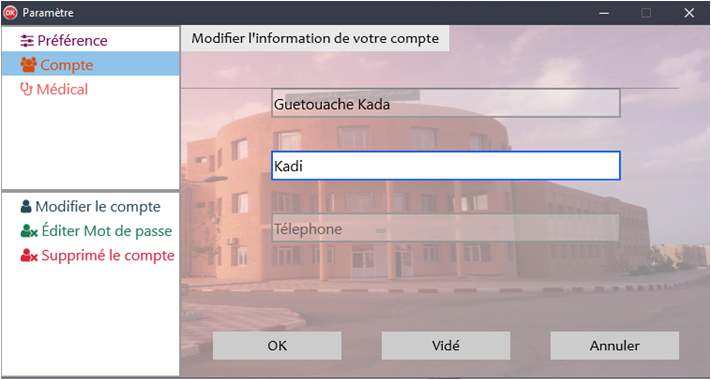 DX
Paramètre
Préférence
Compte
Médical
Modifier le compte
Éditer Mot de passe
Supprimé le compte
Modifier l'information de votre compte
Guetouache Kada
Kadi
Télephone
OK
Vidé
Annuler